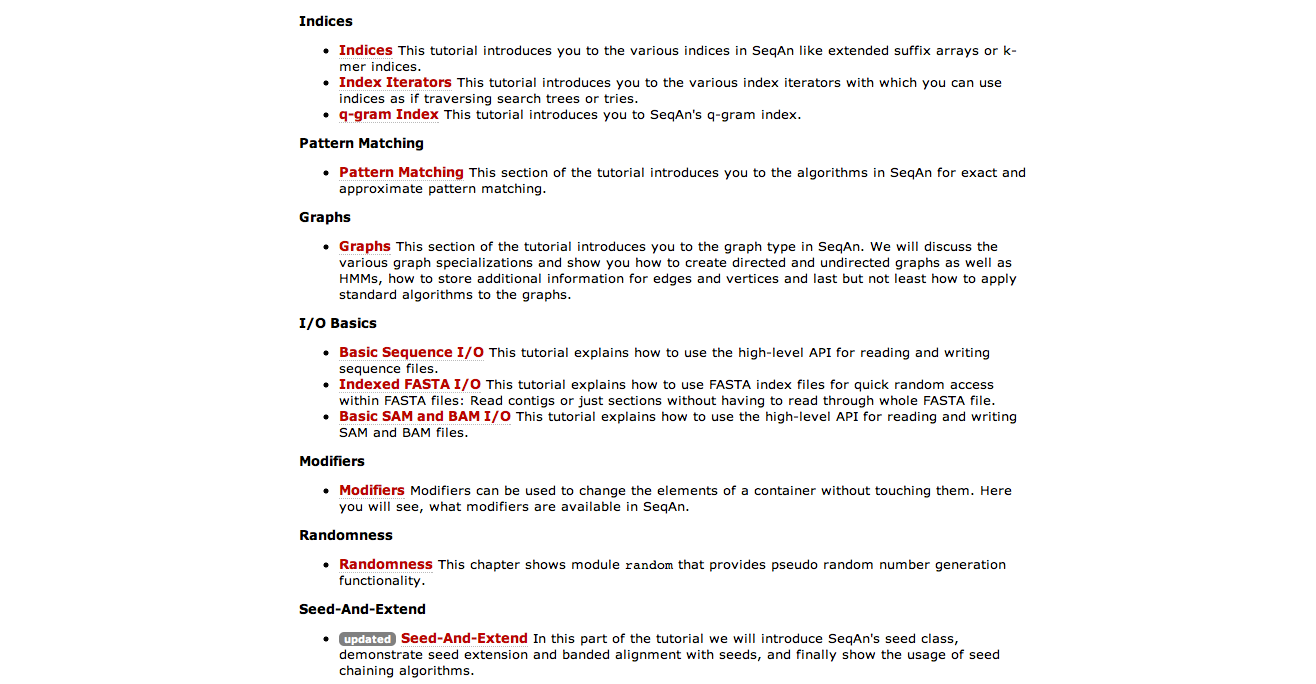 Indices
• Indices This tutorial introduces you to the various indices in SeqAn like extended suffix arrays or k-
mer indices.
• Index Iterators This tutorial introduces you to the various index iterators with which you can use
indices as if traversing search trees or tries.
• q-gram Index This tutorial introduces you to SeqAn's q-gram index.
Pattern Matching
• Pattern Matching This section of the tutorial introduces you to the algorithms in SeqAn for exact and
approximate pattern matching.
Graphs
• Graphs This section of the tutorial introduces you to the graph type in SeqAn. We will discuss the
various graph specializations and show you how to create directed and undirected graphs as well as
HMMs, how to store additional information for edges and vertices and last but not least how to apply
standard algorithms to the graphs.
I/O Basics
• Basic Sequence I/O This tutorial explains how to use the high-level API for reading and writing
sequence files.
• Indexed FASTA I/O This tutorial explains how to use FASTA index files for quick random access
within FASTA files: Read contigs or just sections without having to read through whole FASTA file.
• Basic SAM and BAM I/O This tutorial explains how to use the high-level API for reading and writing
SAM and BAM files.
Modifiers
• Modifiers Modifiers can be used to change the elements of a container without touching them. Here
you will see, what modifiers are available in SeqAn.
Randomness
• Randomness This chapter shows module random that provides pseudo random number generation
functionality.
Seed-And-Extend
• updated Seed-And-Extend In this part of the tutorial we will introduce SeqAn's seed class,
demonstrate seed extension and banded alignment with seeds, and finally show the usage of seed
chaining algorithms.